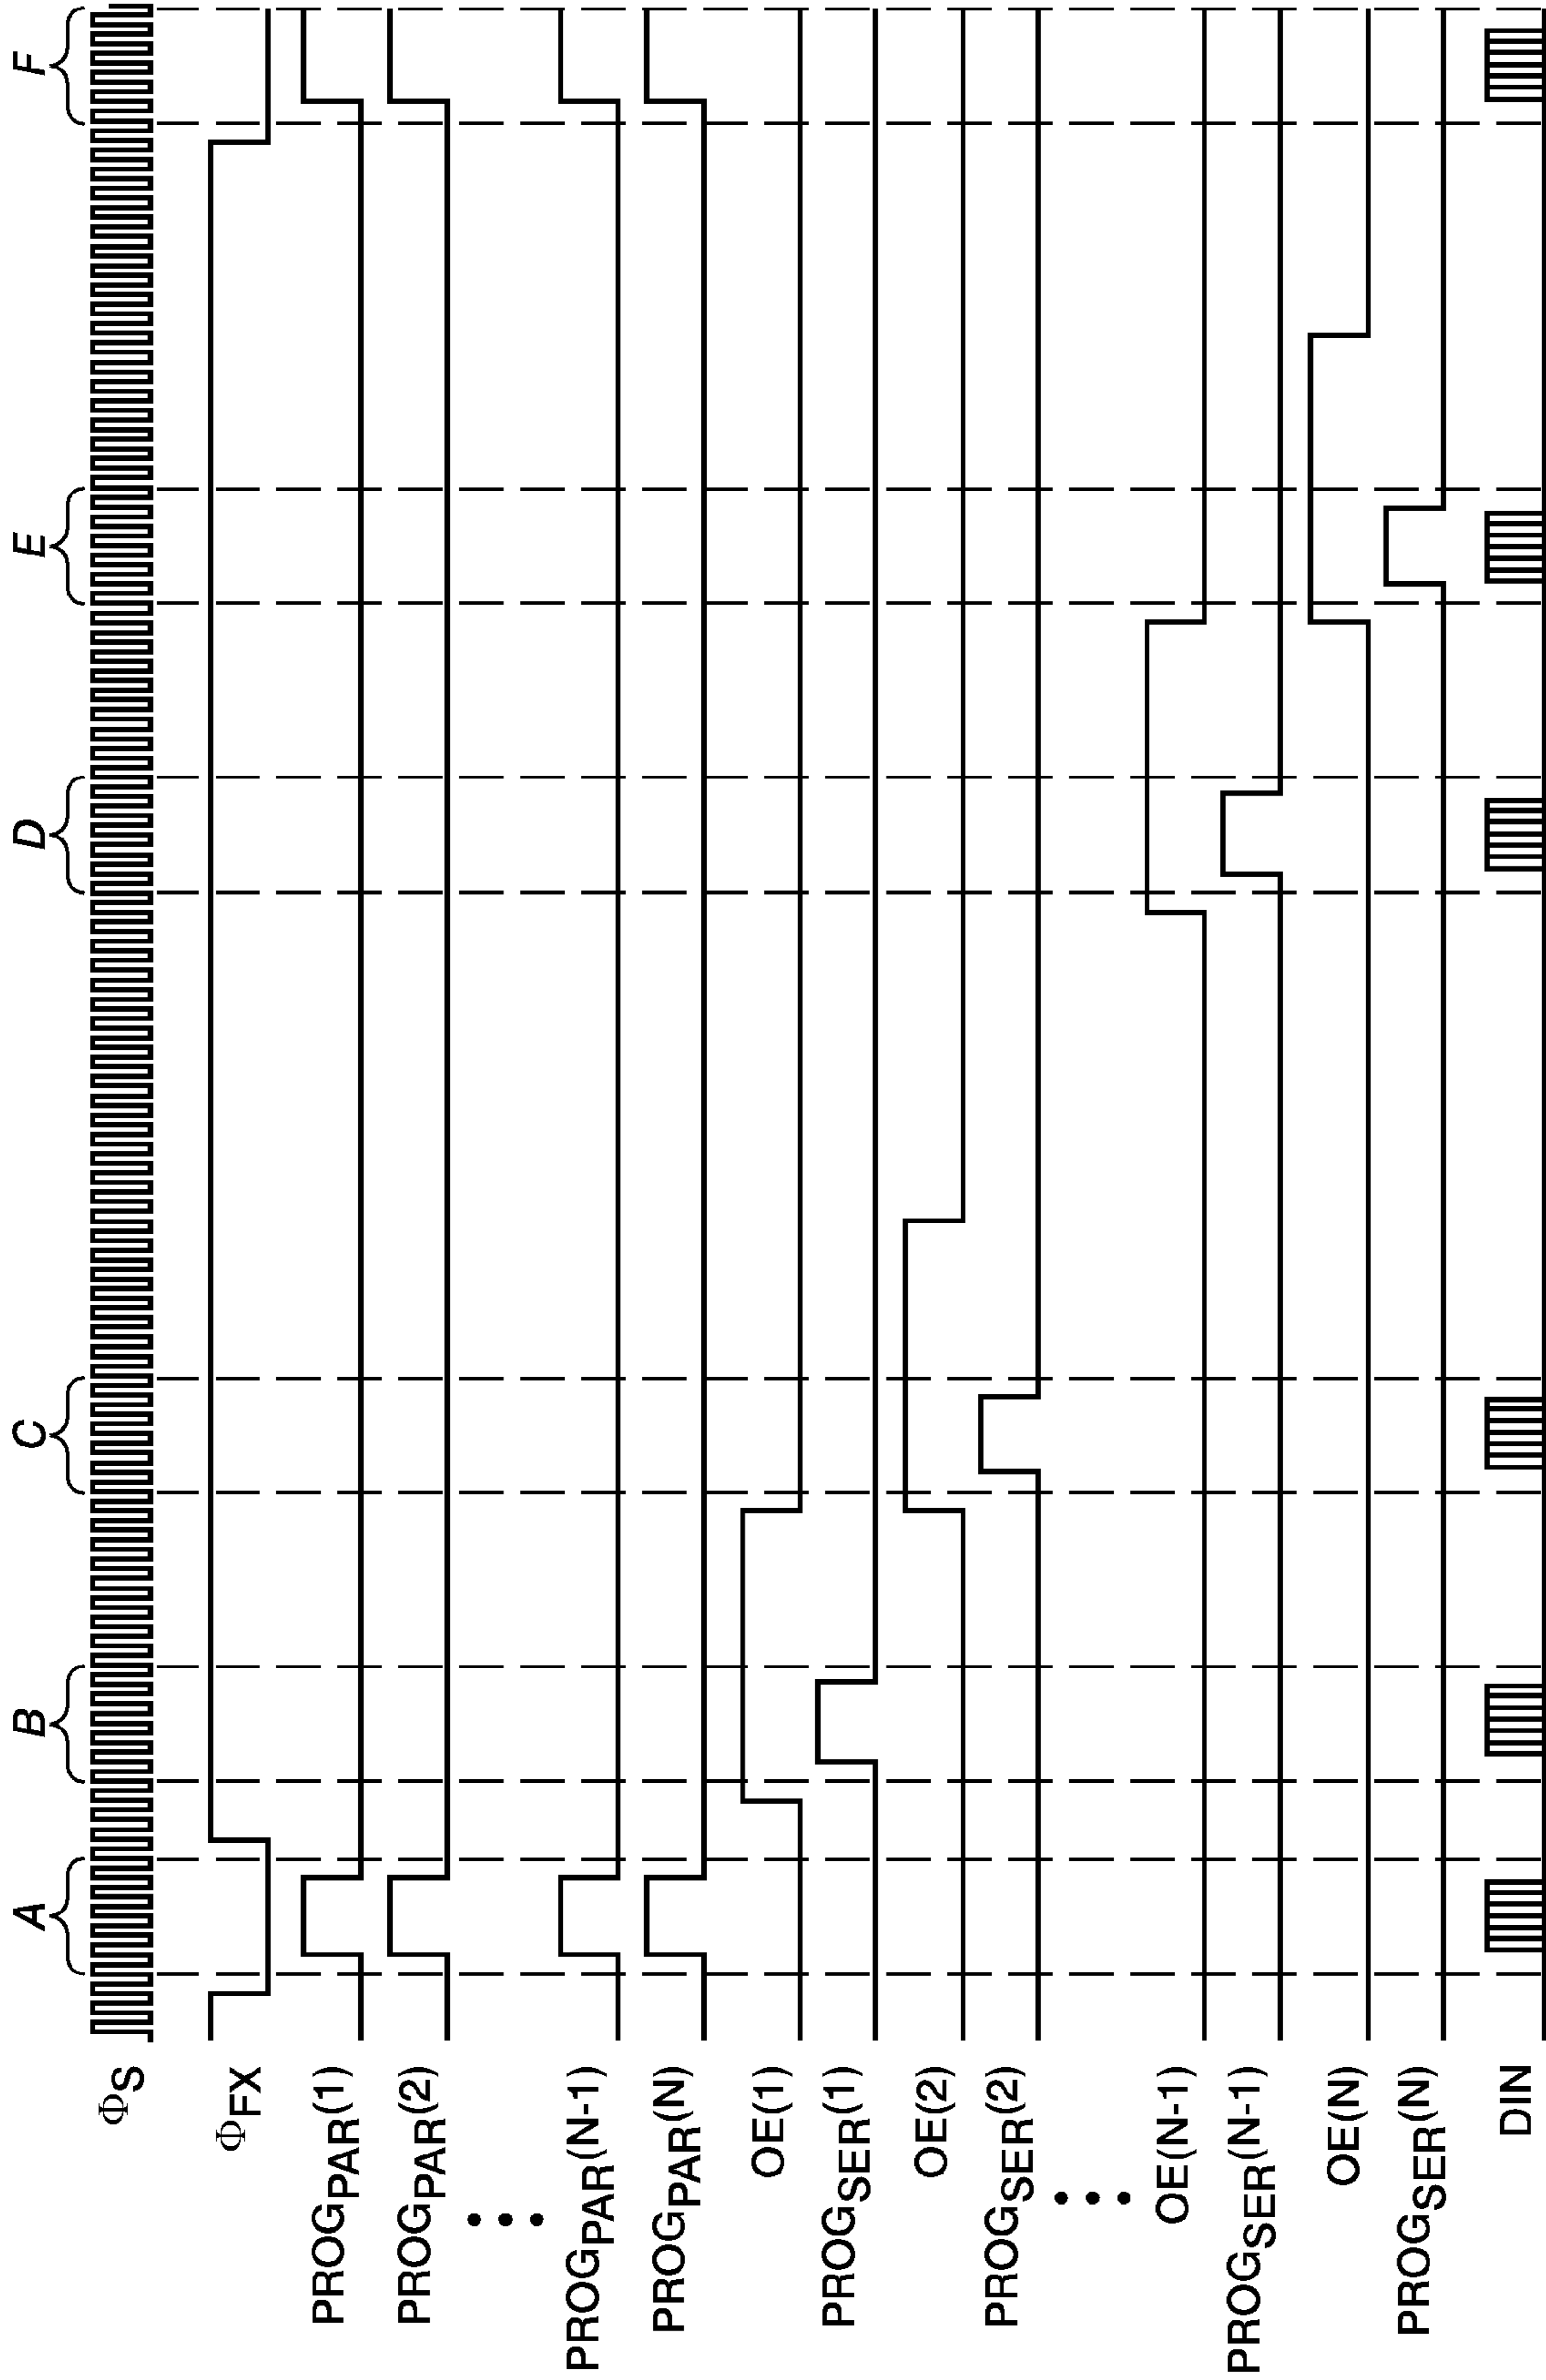 A B C D E F
ΦS
ΦFX
PROGPAR(1)
PROGPAR(2)
PROGPAR(N-1)
PROGPAR(N)
OE(1)
PROGSER(1)
OE(2)
PROGSER(2)
OE(N-1)
PROGSER(N-1)
OE(N)
PROGSER(N)
DIN